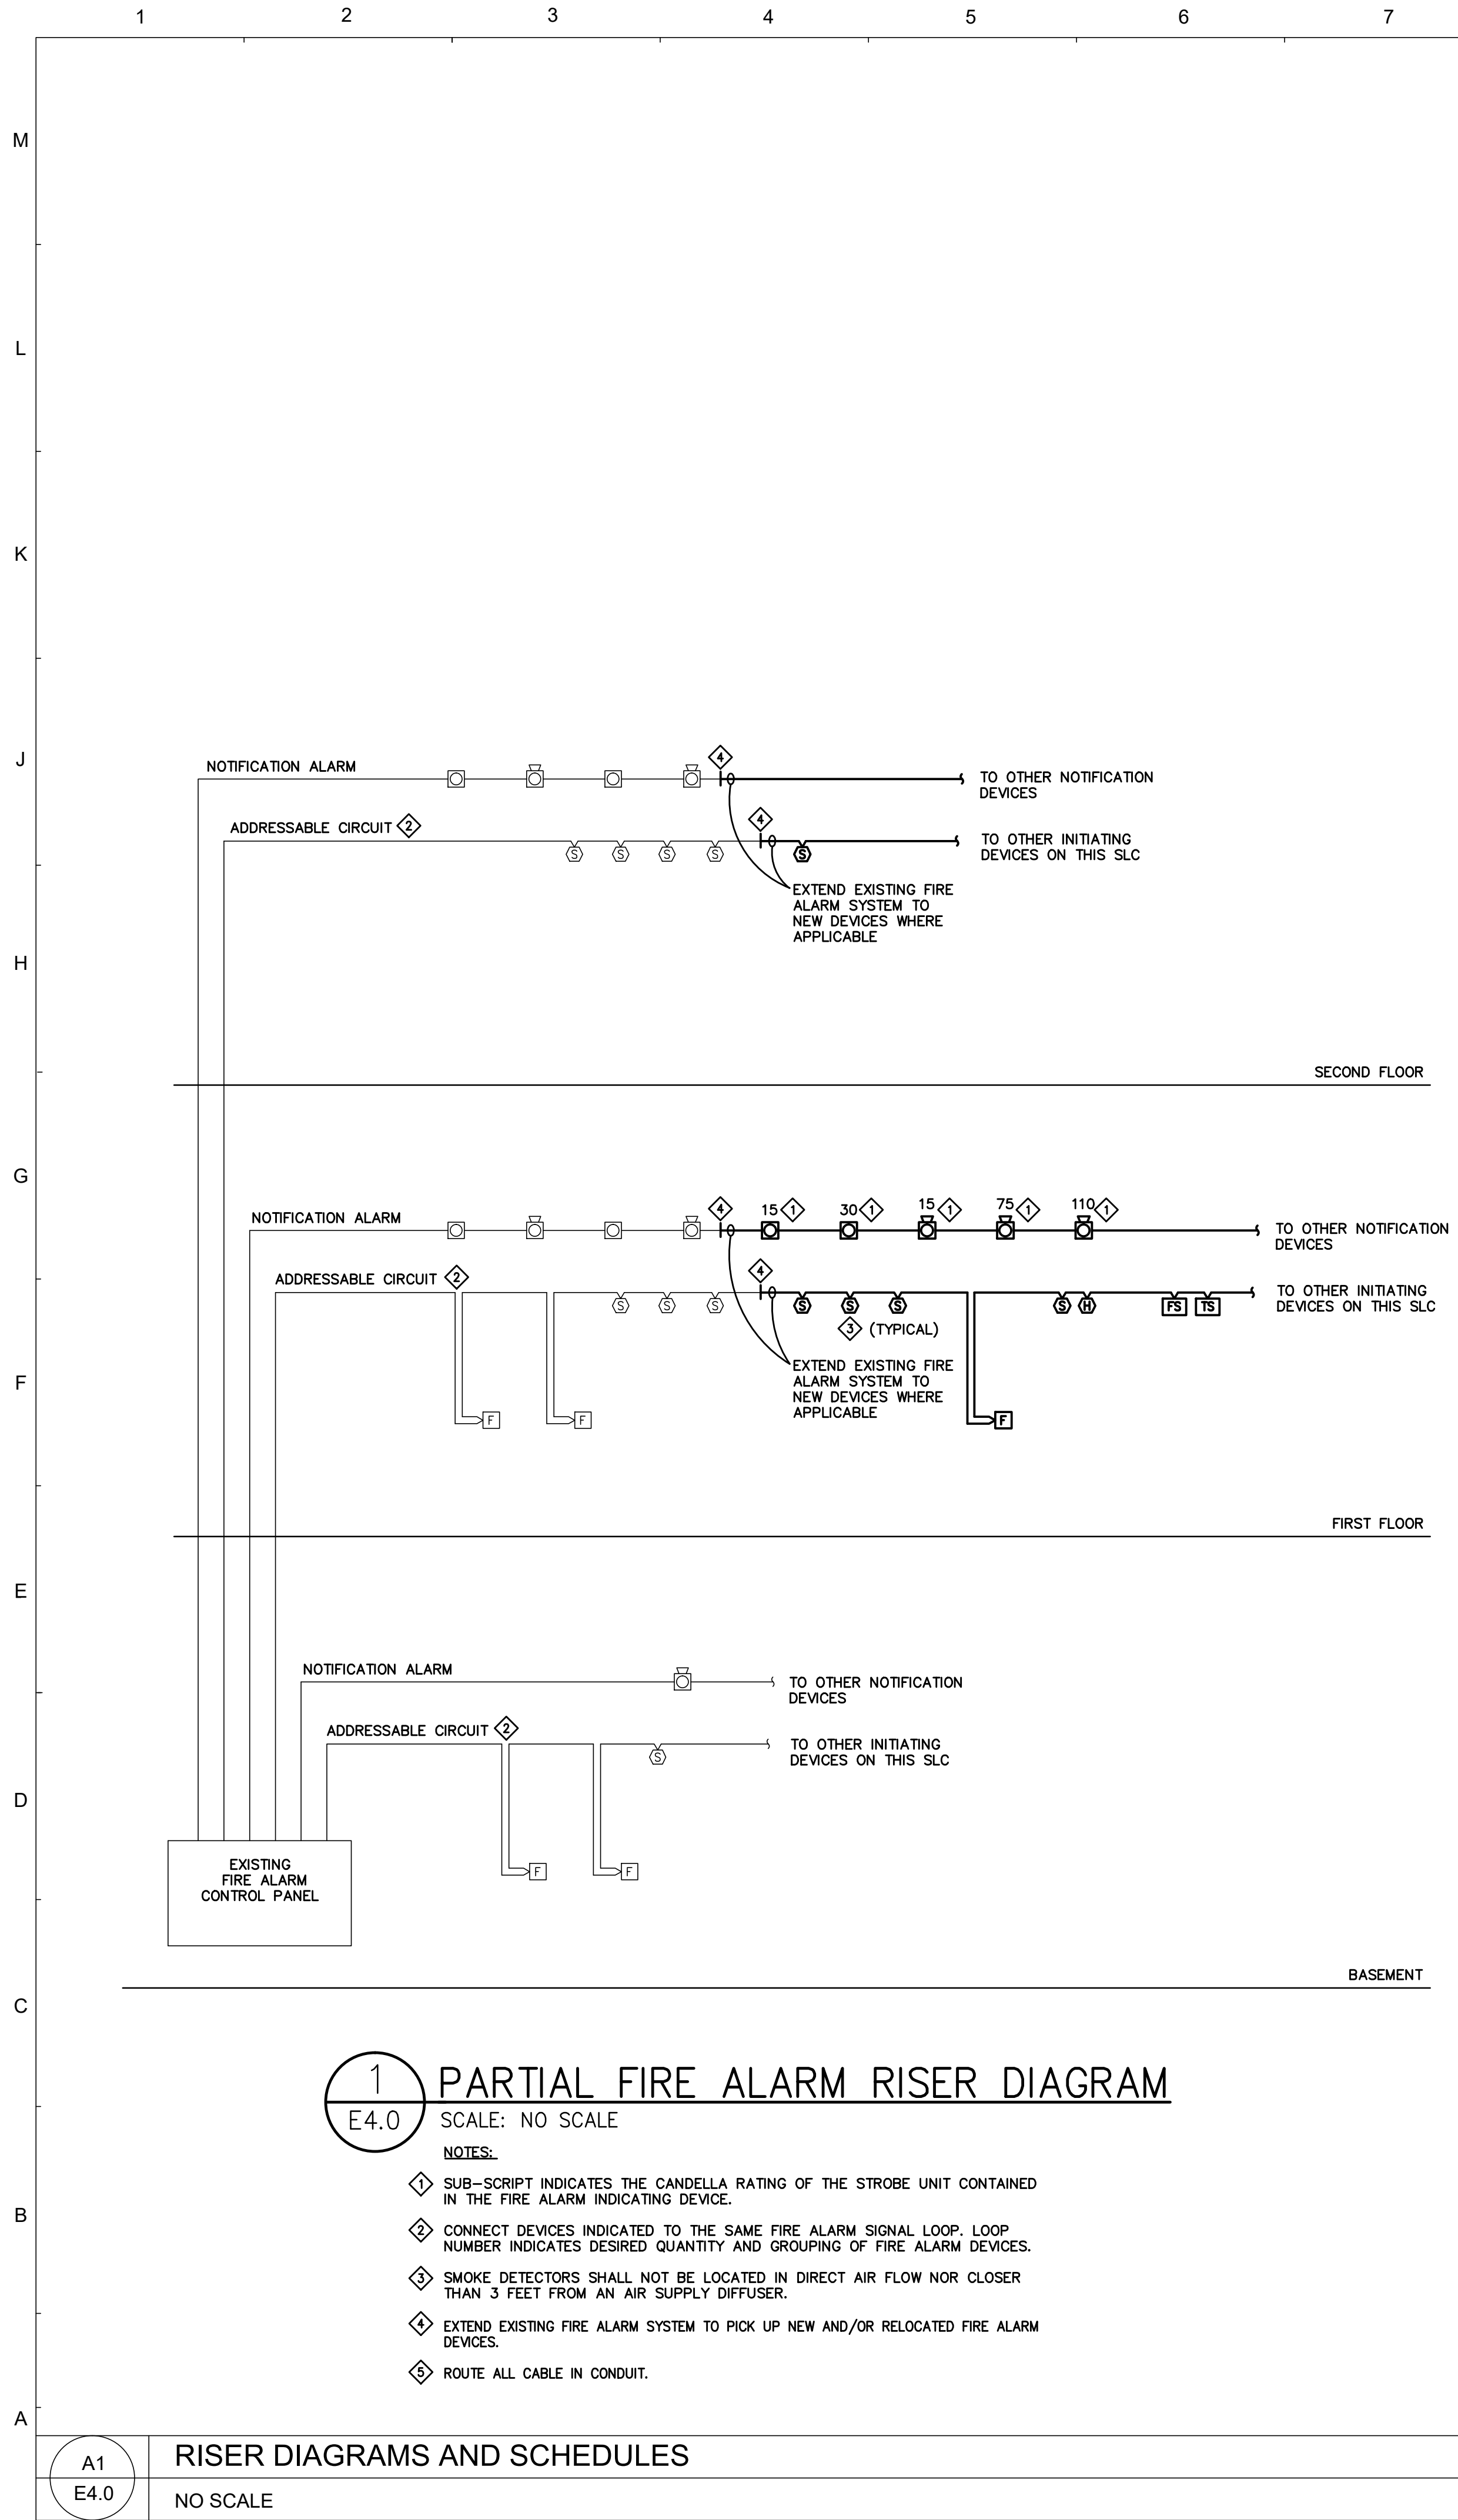 1 2 3 4 5 6 7
M
L
K
J
H
G
F
E
D
C
B
A
NOTIFICATION ALARM
4
TO OTHER NOTIFICATION
DEVICES
ADDRESSABLE CIRCUIT 2
4
S S S S S
TO OTHER INITIATING
DEVICES ON THIS SLC
EXTEND EXISTING FIRE
ALARM SYSTEM TO
NEW DEVICES WHERE
APPLICABLE
SECOND FLOOR
NOTIFICATION ALARM
4 15 1 30 1 15 1 75 1 110 1
TO OTHER NOTIFICATION
DEVICES
ADDRESSABLE CIRCUIT 2
4
S S S S S S S H FS TS
TO OTHER INITIATING
DEVICES ON THIS SLC
3 (TYPICAL)
EXTEND EXISTING FIRE
ALARM SYSTEM TO
NEW DEVICES WHERE
APPLICABLE
F F F
FIRST FLOOR
NOTIFICATION ALARM
TO OTHER NOTIFICATION
DEVICES
ADDRESSABLE CIRCUIT 2
S
TO OTHER INITIATING
DEVICES ON THIS SLC
F F
EXISTING
FIRE ALARM
CONTROL PANEL
BASEMENT
1
E4.0
PARTIAL FIRE ALARM RISER DIAGRAM
SCALE: NO SCALE
NOTES:
1 SUB-SCRIPT INDICATES THE CANDELLA RATING OF THE STROBE UNIT CONTAINED
IN THE FIRE ALARM INDICATING DEVICE.
2 CONNECT DEVICES INDICATED TO THE SAME FIRE ALARM SIGNAL LOOP. LOOP
NUMBER INDICATES DESIRED QUANTITY AND GROUPING OF FIRE ALARM DEVICES.
3 SMOKE DETECTORS SHALL NOT BE LOCATED IN DIRECT AIR FLOW NOR CLOSER
THAN 3 FEET FROM AN AIR SUPPLY DIFFUSER.
4 EXTEND EXISTING FIRE ALARM SYSTEM TO PICK UP NEW AND/OR RELOCATED FIRE ALARM
DEVICES.
5 ROUTE ALL CABLE IN CONDUIT.
A1
E4.0
RISER DIAGRAMS AND SCHEDULES
NO SCALE